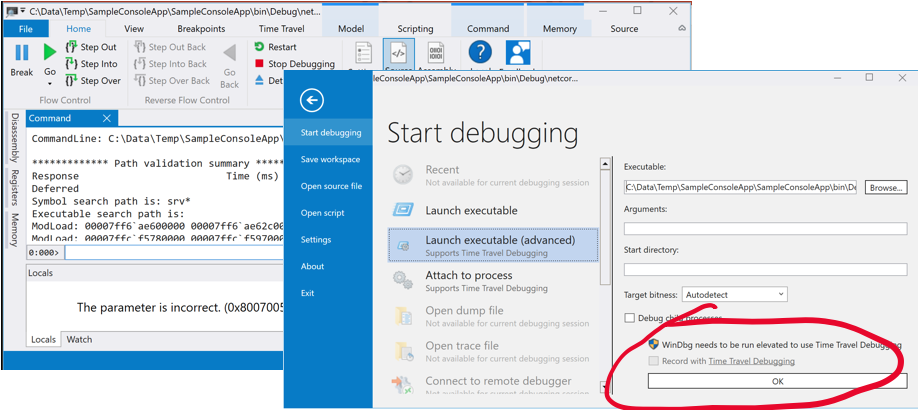 C:\Data\Temp\SampleConsoleApp\SampleConsoleApp\bin\Debug\net...
File Home View Breakpoints Time Travel Model Scripting Command Memory Source
Break
Go
Step Out
Step Into
Step Over
Flow Control
Step Out Back
Step Into Back
Step Over Back
Go Back
Reverse Flow Control
Restart
Stop Debugging
Det
Disassembly
Registers
Memory
Command
CommandLine: C:\Data\Temp\SampleConsoleApp\
************* Path validation summary *****
Response Time (ms)
Deferred
Symbol search path is: srv*
Executable search path is:
ModLoad: 00007ff6`ae600000 00007ff6`ae62c00
0:000>
Locals
The parameter is incorrect. (0x8007005
Locals Watch
ConsoleApp\SampleConsoleApp\bin\Debug\netcor...
Start debugging
Save workspace
Open source file
Open script
Settings
About
Exit
Start debugging
Recent
Not available for current debugging session
Launch executable
Launch executable (advanced)
Supports Time Travel Debugging
Attach to process
Supports Time Travel Debugging
Open dump file
Not available for current debugging session
Open trace file
Not available for current debugging session
Connect to remote debugger
Not available for current debugging session
Executable:
C:\Data\Temp\SampleConsoleApp\SampleConsoleApp\bin\De
Browse...
Arguments:
Start directory:
Target bitness: Autodetect
Debug child processes
WinDbg needs to be run elevated to use Time Travel Debugging
Record with Time Travel Debugging
OK